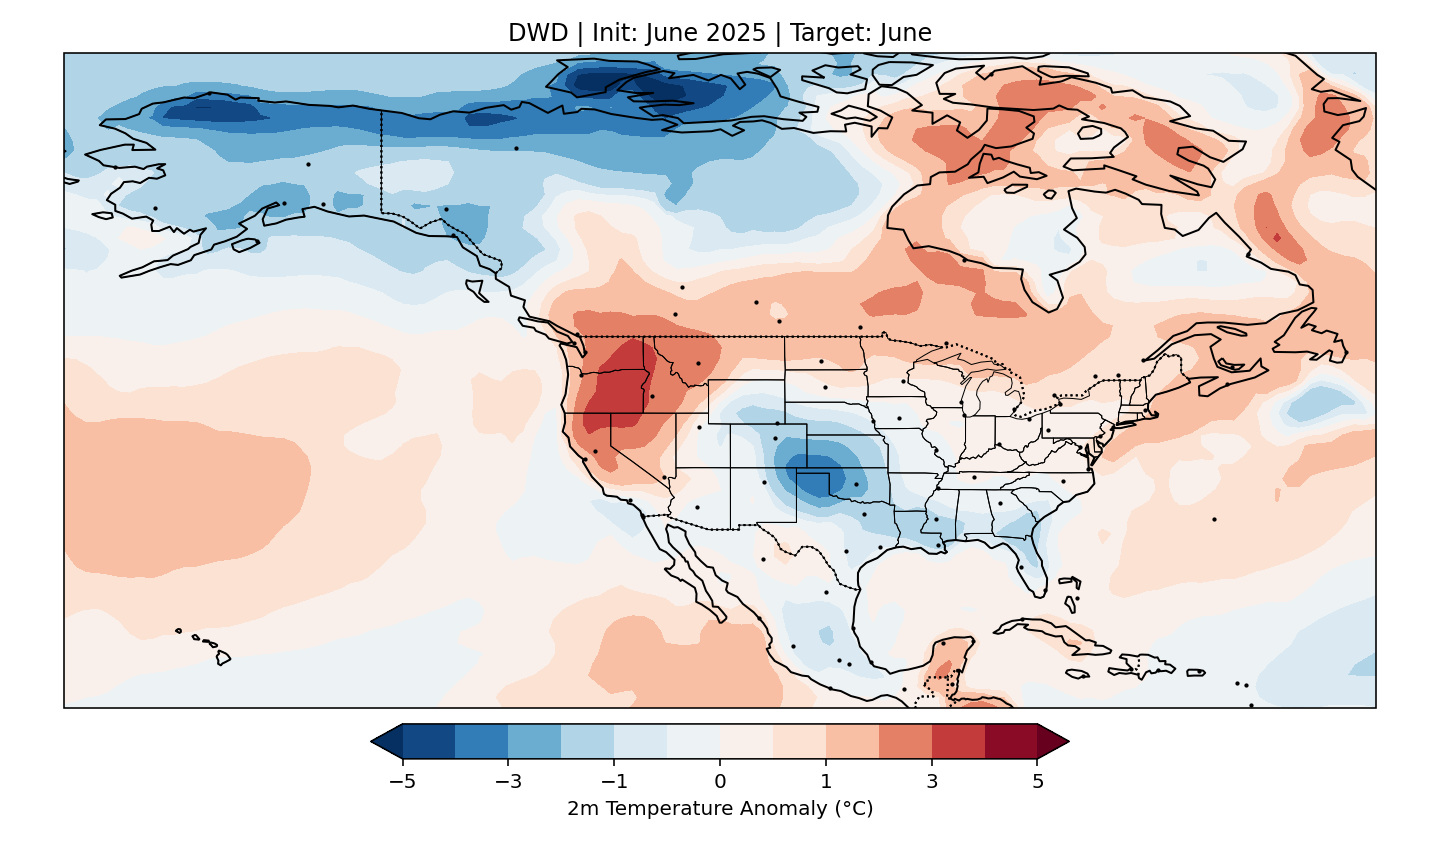 DWD | Init: June 2025 | Target: June
−5 −3 −1 0 1 3 5
2m Temperature Anomaly (°C)